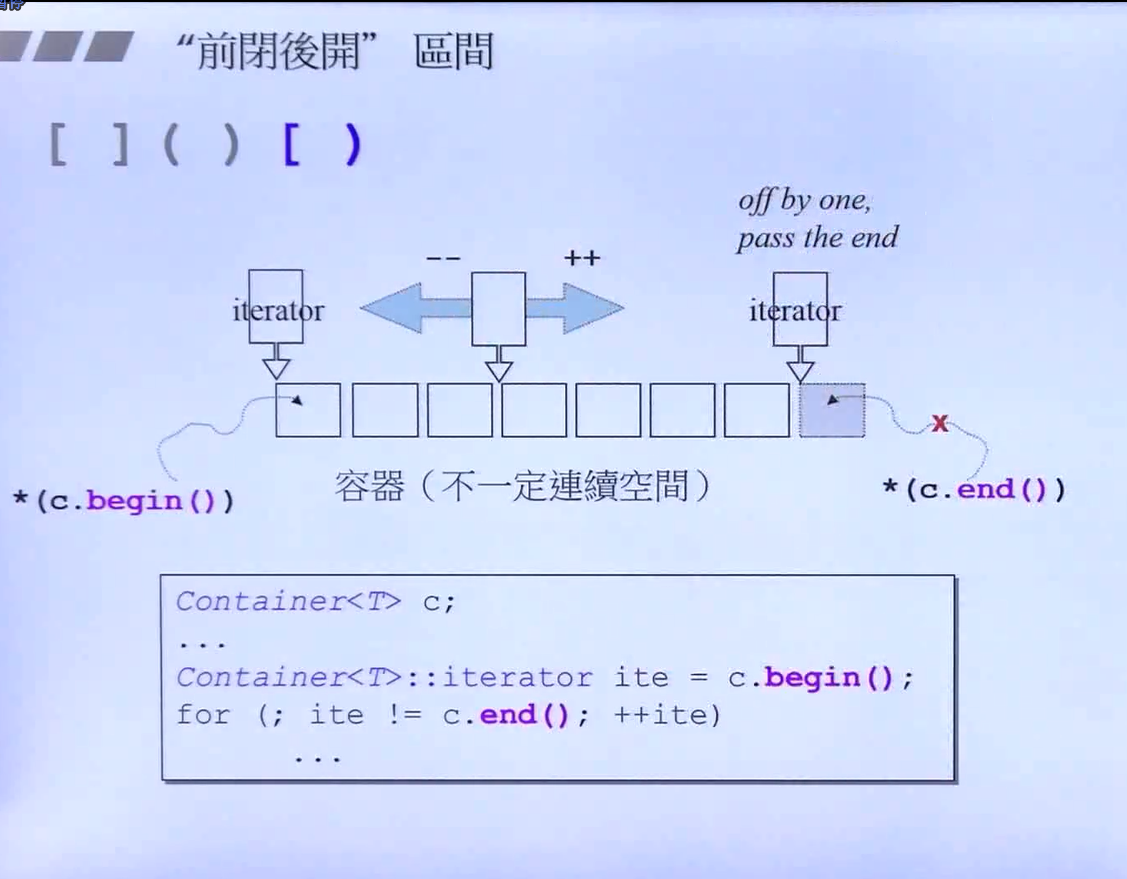 “前閉後開” 區間
[ ] ( ) [ )
off by one,
pass the end
-- ++
iterator iterator
*(c.begin()) 容器（不一定連續空間） *(c.end())
x
Container<T> c;
...
Container<T>::iterator ite = c.begin();
for (; ite != c.end(); ++ite)
...